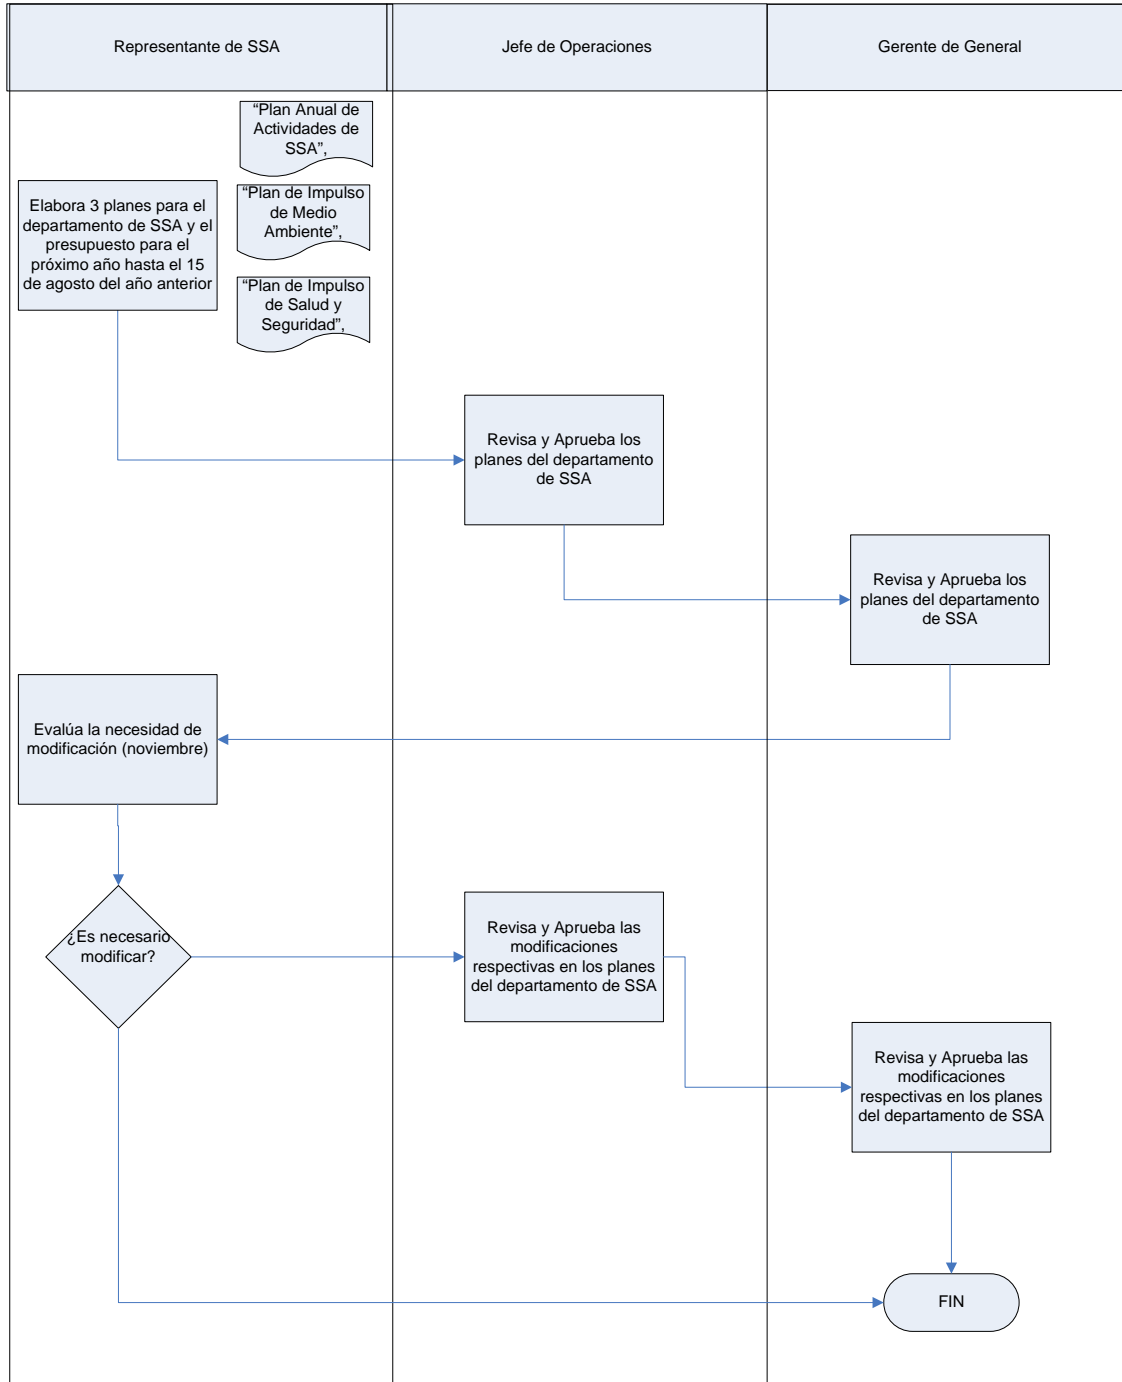 Representante de SSA
Jefe de Operaciones
Gerente de General
“Plan Anual de
Actividades de
SSA”,
Elabora 3 planes para el
departamento de SSA y el
presupuesto para el
próximo año hasta el 15
de agosto del año anterior
“Plan de Impulso
de Medio
Ambiente”,
“Plan de Impulso
de Salud y
Seguridad”,
Revisa y Aprueba los
planes del departamento
de SSA
Revisa y Aprueba los
planes del departamento
de SSA
Evalúa la necesidad de
modificación (noviembre)
¿Es necesario
modificar?
Revisa y Aprueba las
modificaciones
respectivas en los planes
del departamento de SSA
Revisa y Aprueba las
modificaciones
respectivas en los planes
del departamento de SSA
FIN